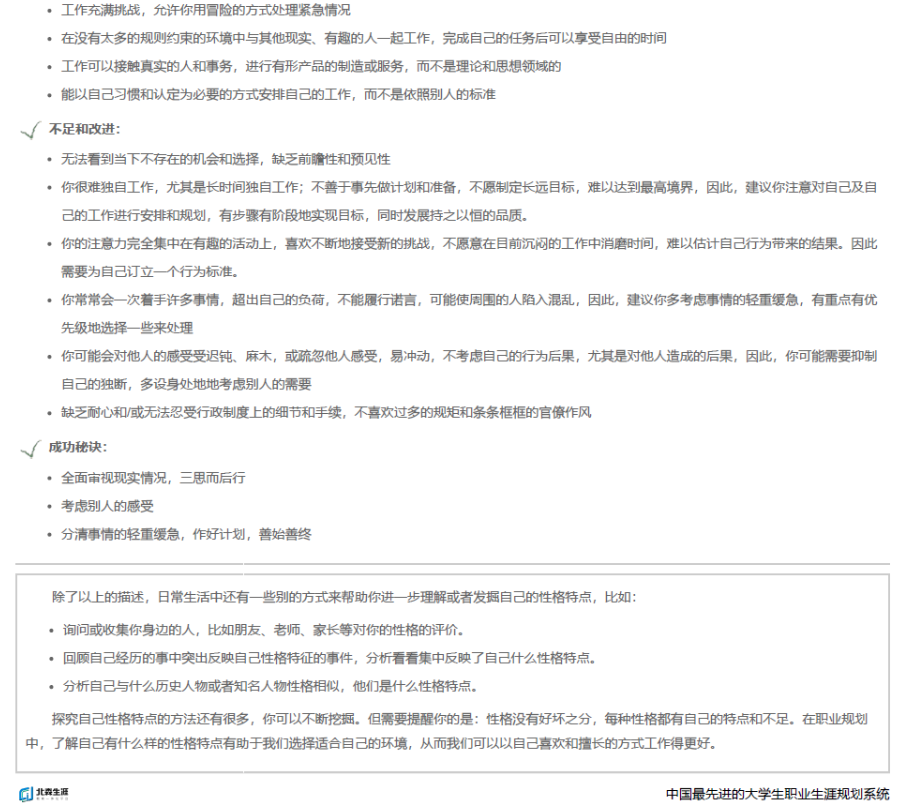 • 工作充满挑战，允许你用冒险的方式处理紧急情况
• 在没有太多的规则约束的环境中与其他现实、有趣的人一起工作，完成自己的任务后可以享受自由的时间
• 工作可以接触真实的人和事务，进行有形产品的制造或服务，而不是理论和思想领域的
• 能以自己习惯和认定为必要的方式安排自己的工作，而不是依照别人的标准
不足和改进：
• 无法看到当下不存在的机会和选择，缺乏前瞻性和预见性
• 你很难独自工作，尤其是长时间独自工作；不善于事先做计划和准备，不愿制定长远目标，难以达到最高境界，因此，建议你注意对自己及自
己的工作进行安排和规划，有步骤有阶段地实现目标，同时发展持之以恒的品质。
• 你的注意力完全集中在有趣的活动上，喜欢不断地接受新的挑战，不愿意在目前沉闷的工作中消磨时间，难以估计自己行为带来的结果。因此
需要为自己订立一个行为标准。
• 你常常会一次着手许多事情，超出自己的负荷，不能履行诺言，可能使周围的人陷入混乱，因此，建议你多考虑事情的轻重缓急，有重点有优
先级地选择一些来处理
• 你可能会对他人的感受受迟钝、麻木，或疏忽他人感受，易冲动，不考虑自己的行为后果，尤其是对他人造成的后果，因此，你可能需要抑制
自己的独断，多设身处地地考虑别人的需要
• 缺乏耐心和/或无法忍受行政制度上的细节和手续，不喜欢过多的规矩和条条框框的官僚作风
成功秘诀：
• 全面审视现实情况，三思而后行
• 考虑别人的感受
• 分清事情的轻重缓急，作好计划，善始善终
除了以上的描述，日常生活中还有一些别的方式来帮助你进一步理解或者发掘自己的性格特点，比如：
• 询问或收集你身边的人，比如朋友、老师、家长等对你的性格的评价。
• 回顾自己经历的事中突出反映自己性格特征的事件，分析看看集中反映了自己什么性格特点。
• 分析自己与什么历史人物或者知名人物性格相似，他们是什么性格特点。
探究自己性格特点的方法还有很多，你可以不断挖掘。但需要提醒你的是：性格没有好坏之分，每种性格都有自己的特点和不足。在职业规划
中，了解自己有什么样的性格特点有助于我们选择适合自己的环境，从而我们可以以自己喜欢和擅长的方式工作得更好。
北森生涯
中国最先进的大学生职业生涯规划系统